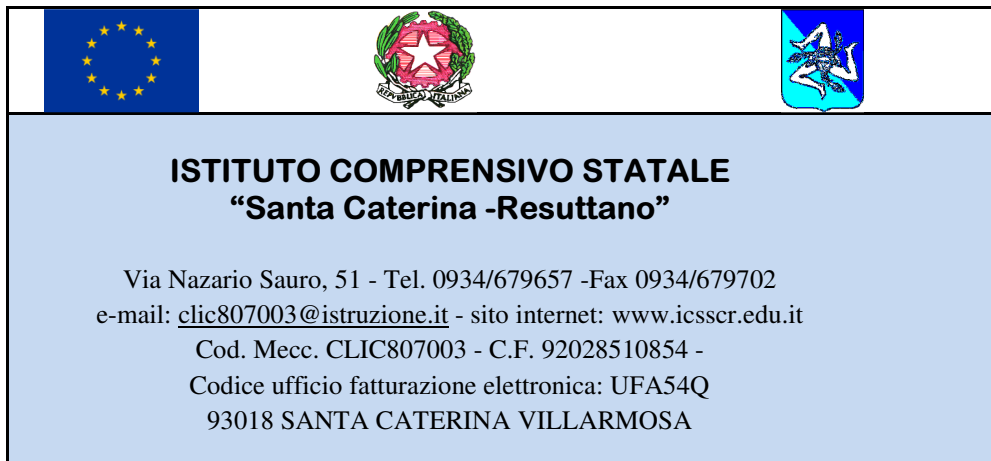 REPVBBLICA ITALIANA
ISTITUTO COMPRENSIVO STATALE
“Santa Caterina -Resuttano”
Via Nazario Sauro, 51 - Tel. 0934/679657 -Fax 0934/679702
e-mail: clic807003@istruzione.it - sito internet: www.icsscr.edu.it
Cod. Mecc. CLIC807003 - C.F. 92028510854 -
Codice ufficio fatturazione elettronica: UFA54Q
93018 SANTA CATERINA VILLARMOSA